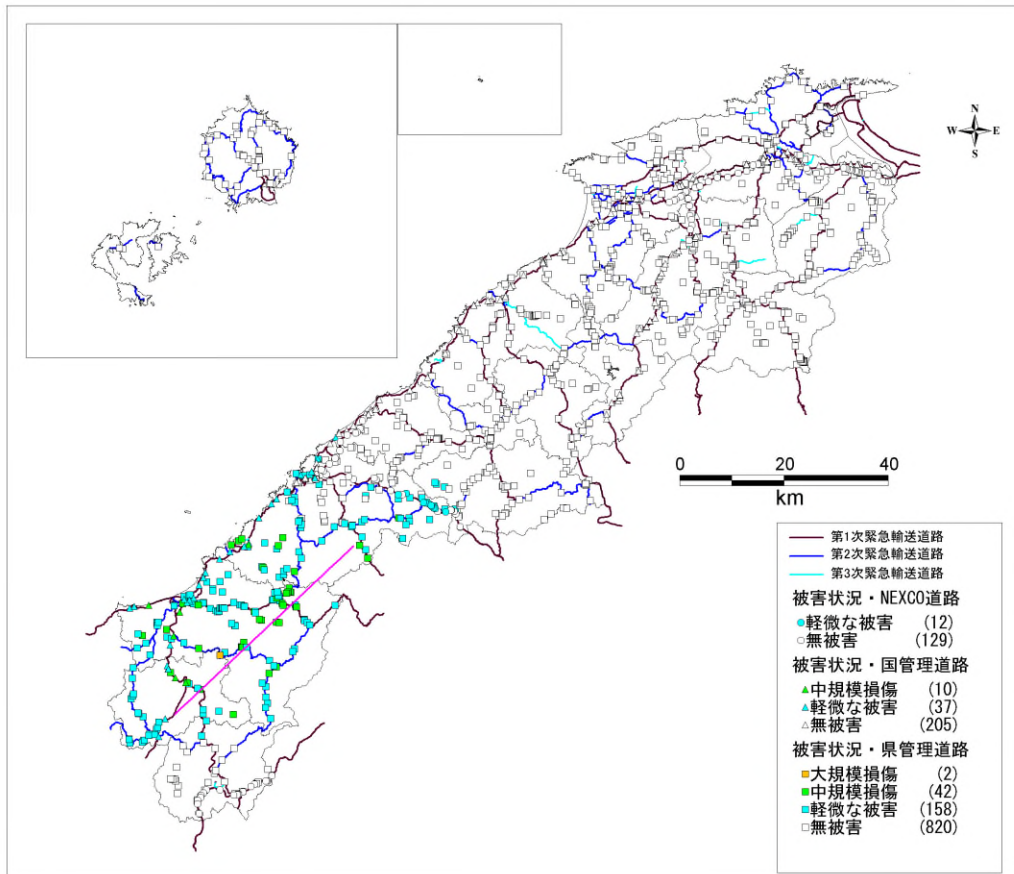 N
W E
S
0 20 40
km
第1次緊急輸送道路
第2次緊急輸送道路
第3次緊急輸送道路
被害状況・NEXCO道路
軽微な被害 (12)
無被害 (129)
被害状況・国管理道路
中規模損傷 (10)
軽微な被害 (37)
無被害 (205)
被害状況・県管理道路
大規模損傷 (2)
中規模損傷 (42)
軽微な被害 (158)
無被害 (820)